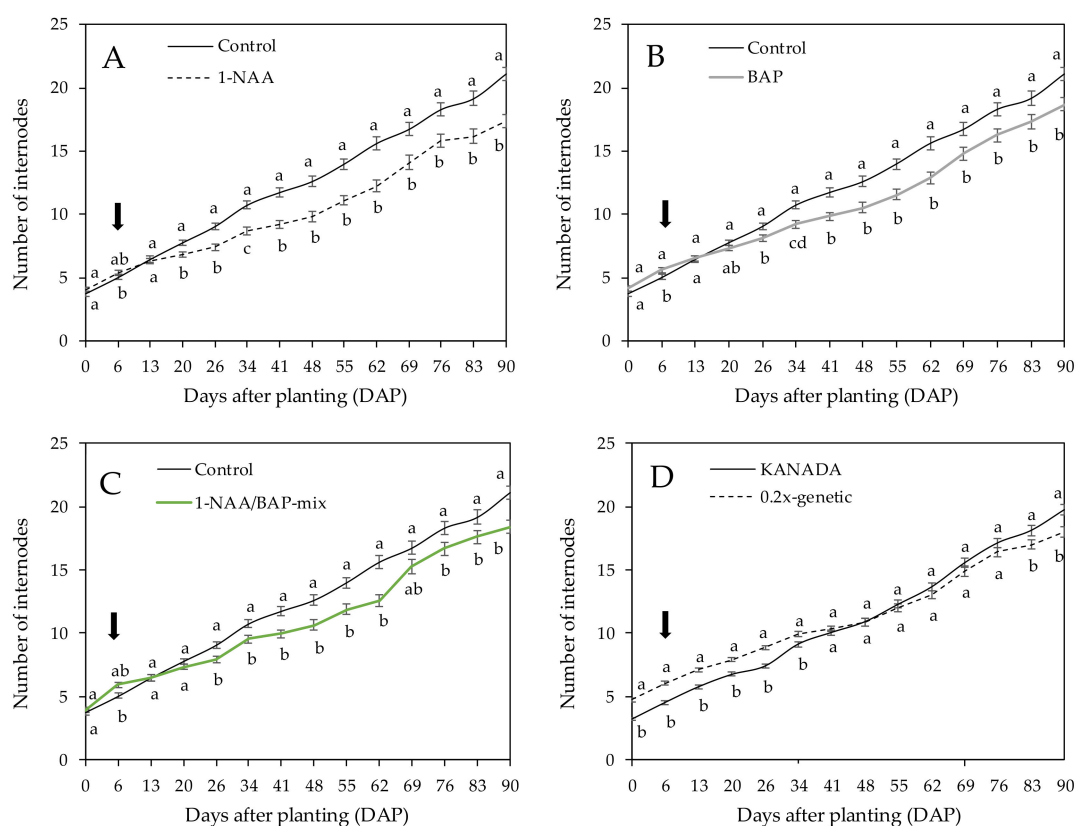 A
Control
1-NAA
Number of internodes
25
20
15
10
5
0
a ab a a a a a a a a a a a a
a b a b b c b b b b b b b b
0 6 13 20 26 34 41 48 55 62 69 76 83 90
Days after planting (DAP)
B
Control
BAP
Number of internodes
25
20
15
10
5
0
a a a a a a a a a a a a a a
a b a ab b cd b b b b b b b b
0 6 13 20 26 34 41 48 55 62 69 76 83 90
Days after planting (DAP)
C
Control
1-NAA/BAP-mix
Number of internodes
25
20
15
10
5
0
a ab a a a a a a a a a a a a
a b a a b b b b b b ab b b b
0 6 13 20 26 34 41 48 55 62 69 76 83 90
Days after planting (DAP)
D
KANADA
0.2x-genetic
Number of internodes
25
20
15
10
5
0
a a a a a a a a a a a a a a
b b b b b b a a a a a a b b
0 6 13 20 26 34 41 48 55 62 69 76 83 90
Days after planting (DAP)